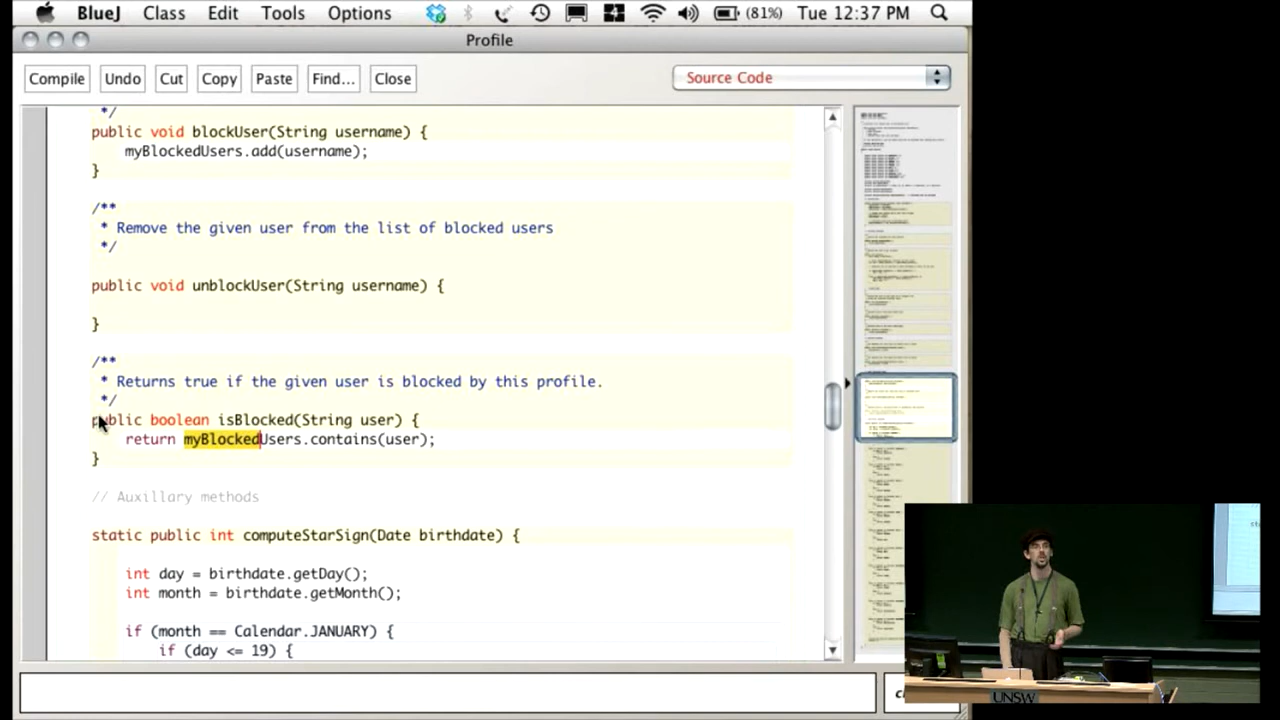 BlueJ Class Edit Tools Options 4 (81%) Tue 12:37 PM
Profile
Compile Undo Cut Copy Paste Find... Close Source Code
*/
public void blockUser(String username) {
myBlockedUsers.add(username);
}
/**
* Remove the given user from the list of blocked users
*/
public void unblockUser(String username) {
}
/**
* Returns true if the given user is blocked by this profile.
*/
public boolean isBlocked(String user) {
return myBlockedUsers.contains(user);
}
// Auxillary methods
static public int computeStarSign(Date birthdate) {
int day = birthdate.getDay();
int month = birthdate.getMonth();
if (month == Calendar.JANUARY) {
if (day <= 19) {
UNSW